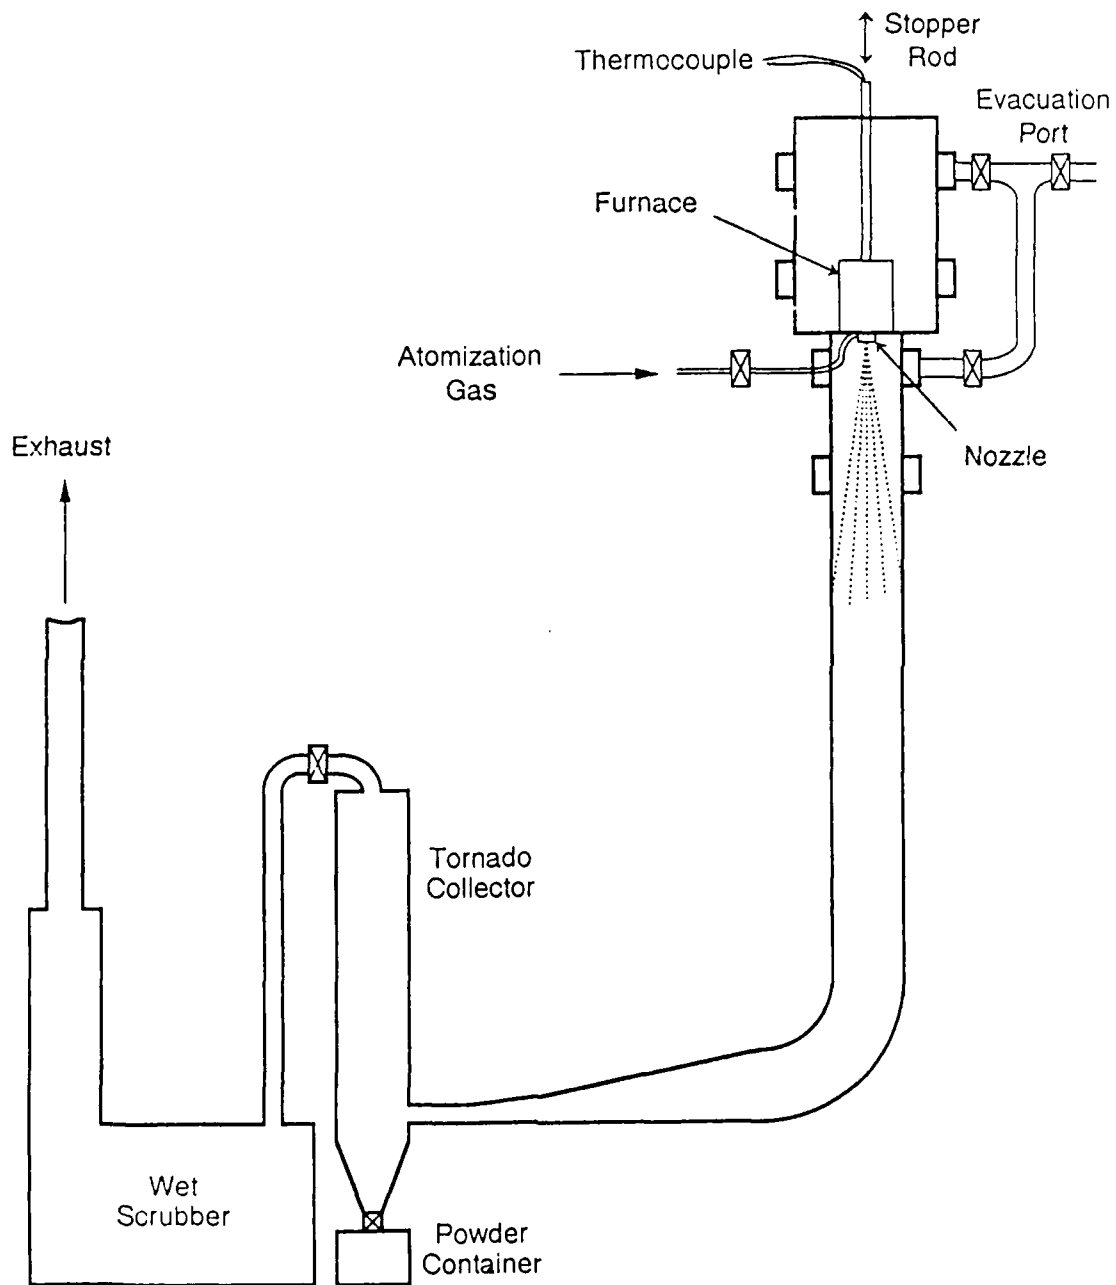 Stopper
Rod
Thermocouple
Evacuation
Port
Furnace
Atomization
Gas
Nozzle
Exhaust
Tornado
Collector
Wet
Scrubber
Powder
Container